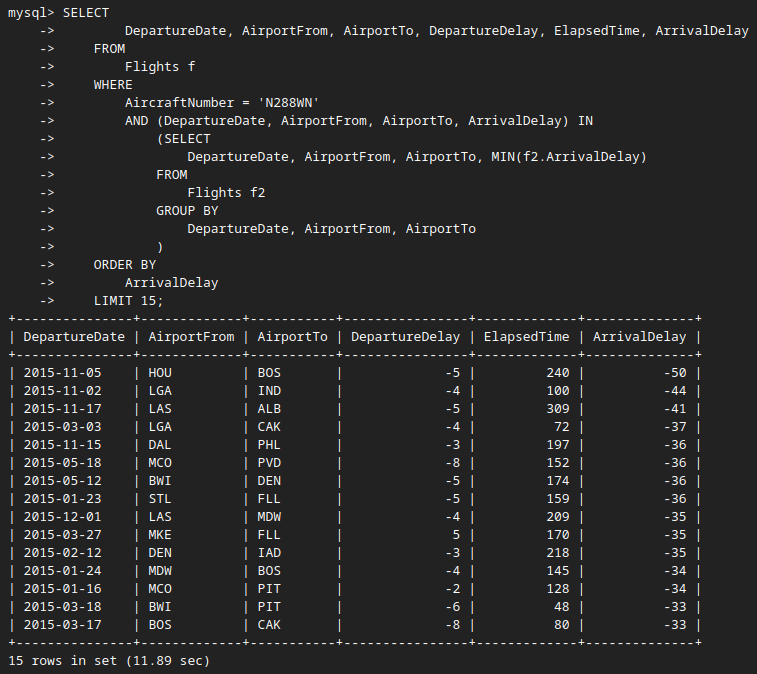 mysql> SELECT
    ->         DepartureDate, AirportFrom, AirportTo, DepartureDelay, ElapsedTime, ArrivalDelay
    ->     FROM
    ->         Flights f
    ->     WHERE
    ->         AircraftNumber = 'N288WN'
    ->         AND (DepartureDate, AirportFrom, AirportTo, ArrivalDelay) IN
    ->             (SELECT
    ->                 DepartureDate, AirportFrom, AirportTo, MIN(f2.ArrivalDelay)
    ->             FROM
    ->                 Flights f2
    ->             GROUP BY
    ->                 DepartureDate, AirportFrom, AirportTo
    ->             )
    ->     ORDER BY
    ->         ArrivalDelay
    ->     LIMIT 15;
+---------------+-------------+-----------+----------------+-------------+--------------+
| DepartureDate | AirportFrom | AirportTo | DepartureDelay | ElapsedTime | ArrivalDelay |
+---------------+-------------+-----------+----------------+-------------+--------------+
| 2015-11-05    | HOU         | BOS       |             -5 |         240 |          -50 |
| 2015-11-02    | LGA         | IND       |             -4 |         100 |          -44 |
| 2015-11-17    | LAS         | ALB       |             -5 |         309 |          -41 |
| 2015-03-03    | LGA         | CAK       |             -4 |          72 |          -37 |
| 2015-11-15    | DAL         | PHL       |             -3 |         197 |          -36 |
| 2015-05-18    | MCO         | PVD       |             -8 |         152 |          -36 |
| 2015-05-12    | BWI         | DEN       |             -5 |         174 |          -36 |
| 2015-01-23    | STL         | FLL       |             -5 |         159 |          -36 |
| 2015-12-01    | LAS         | MDW       |             -4 |         209 |          -35 |
| 2015-03-27    | MKE         | FLL       |              5 |         170 |          -35 |
| 2015-02-12    | DEN         | IAD       |             -3 |         218 |          -35 |
| 2015-01-24    | MDW         | BOS       |             -4 |         145 |          -34 |
| 2015-01-16    | MCO         | PIT       |             -2 |         128 |          -34 |
| 2015-03-18    | BWI         | PIT       |             -6 |          48 |          -33 |
| 2015-03-17    | BOS         | CAK       |             -8 |          80 |          -33 |
+---------------+-------------+-----------+----------------+-------------+--------------+
15 rows in set (11.89 sec)